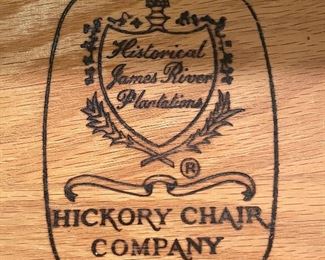 Historical
James River
Plantations
®
HICKORY CHAIR
COMPANY